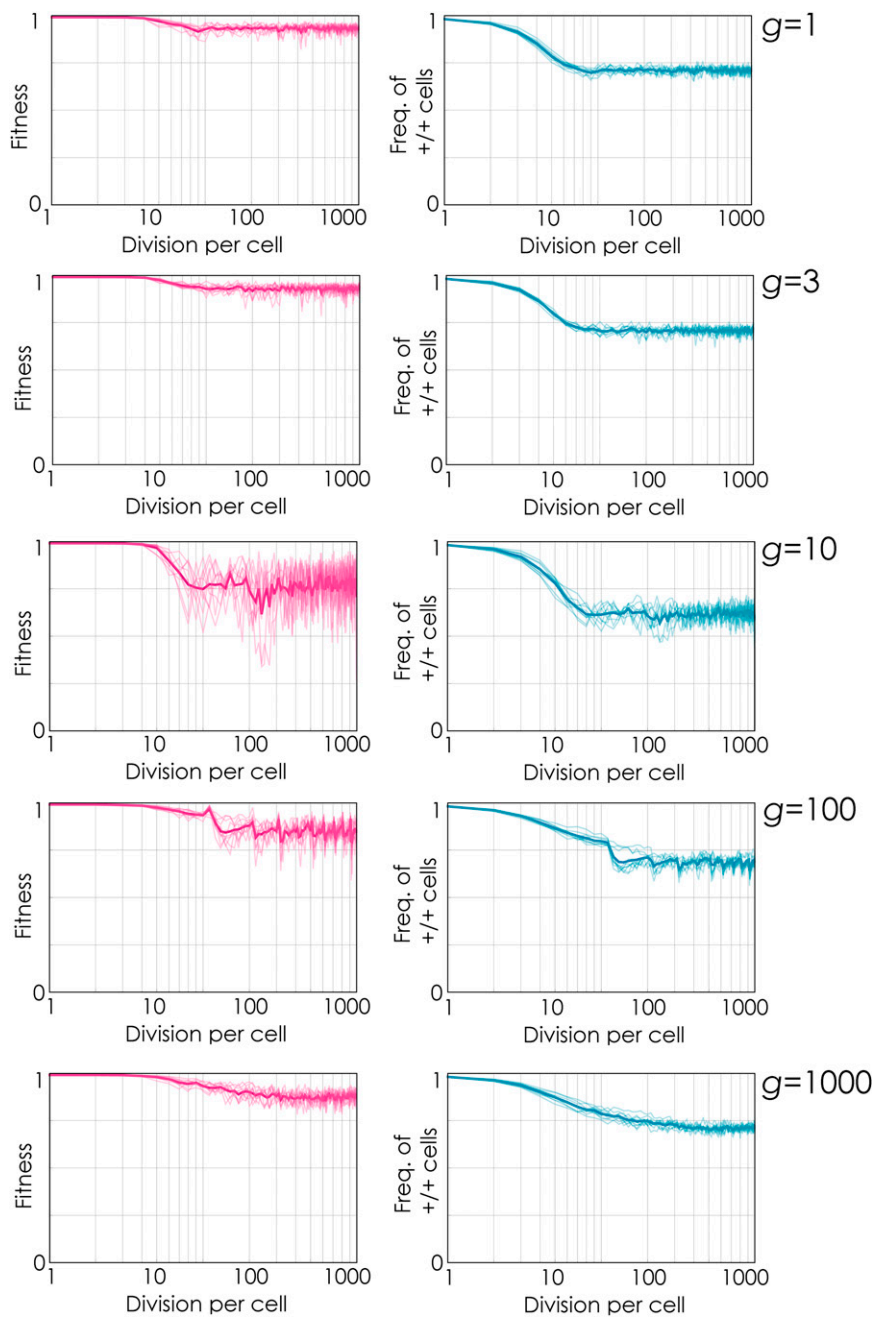 1
Fitness
0
1 10 100 1000
Division per cell
1
Freq. of
+/+ cells
0
1 10 100 1000
Division per cell
g=1
1
Fitness
0
1 10 100 1000
Division per cell
1
Freq. of
+/+ cells
0
1 10 100 1000
Division per cell
g=3
1
Fitness
0
1 10 100 1000
Division per cell
1
Freq. of
+/+ cells
0
1 10 100 1000
Division per cell
g=10
1
Fitness
0
1 10 100 1000
Division per cell
1
Freq. of
+/+ cells
0
1 10 100 1000
Division per cell
g=100
1
Fitness
0
1 10 100 1000
Division per cell
1
Freq. of
+/+ cells
0
1 10 100 1000
Division per cell
g=1000